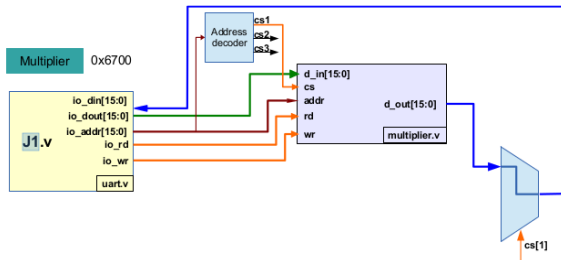 cs1
Address
decoder
cs2
cs3
Multiplier 0x6700
d_in[15:0]
cs
addr
d_out[15:0]
rd
wr
multiplier.v
io_din[15:0]
io_dout[15:0]
io_addr[15:0]
J1.v
io_rd
io_wr
uart.v
cs[1]